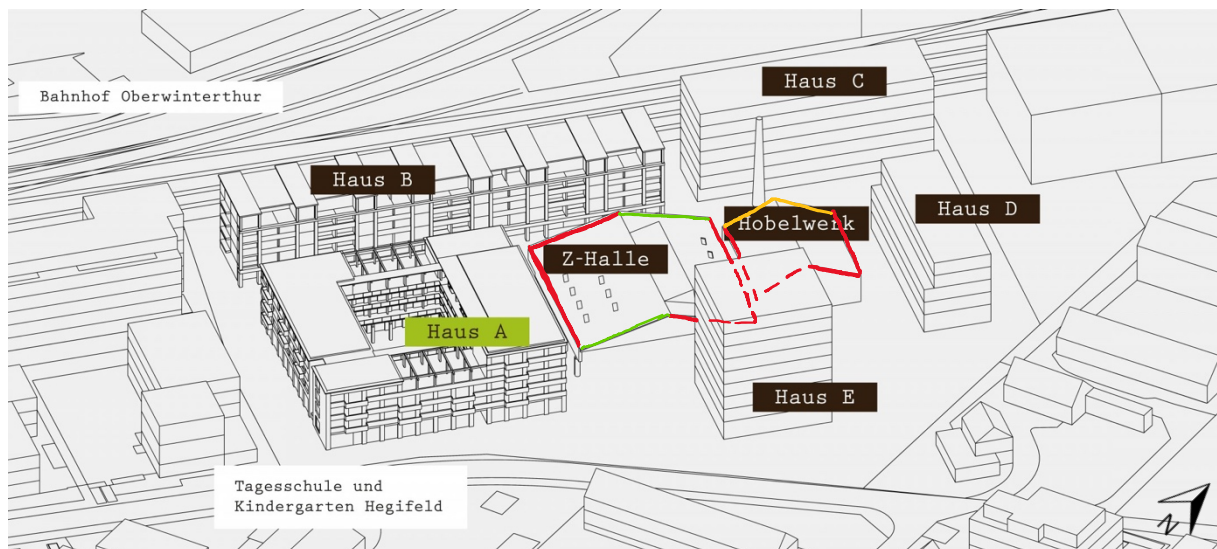 Haus C
Bahnhof Oberwinterthur
Haus B
Haus D
Hobelwerk
Z-Halle
Haus A
Haus E
Tagesschule und
Kindergarten Hegifeld
N